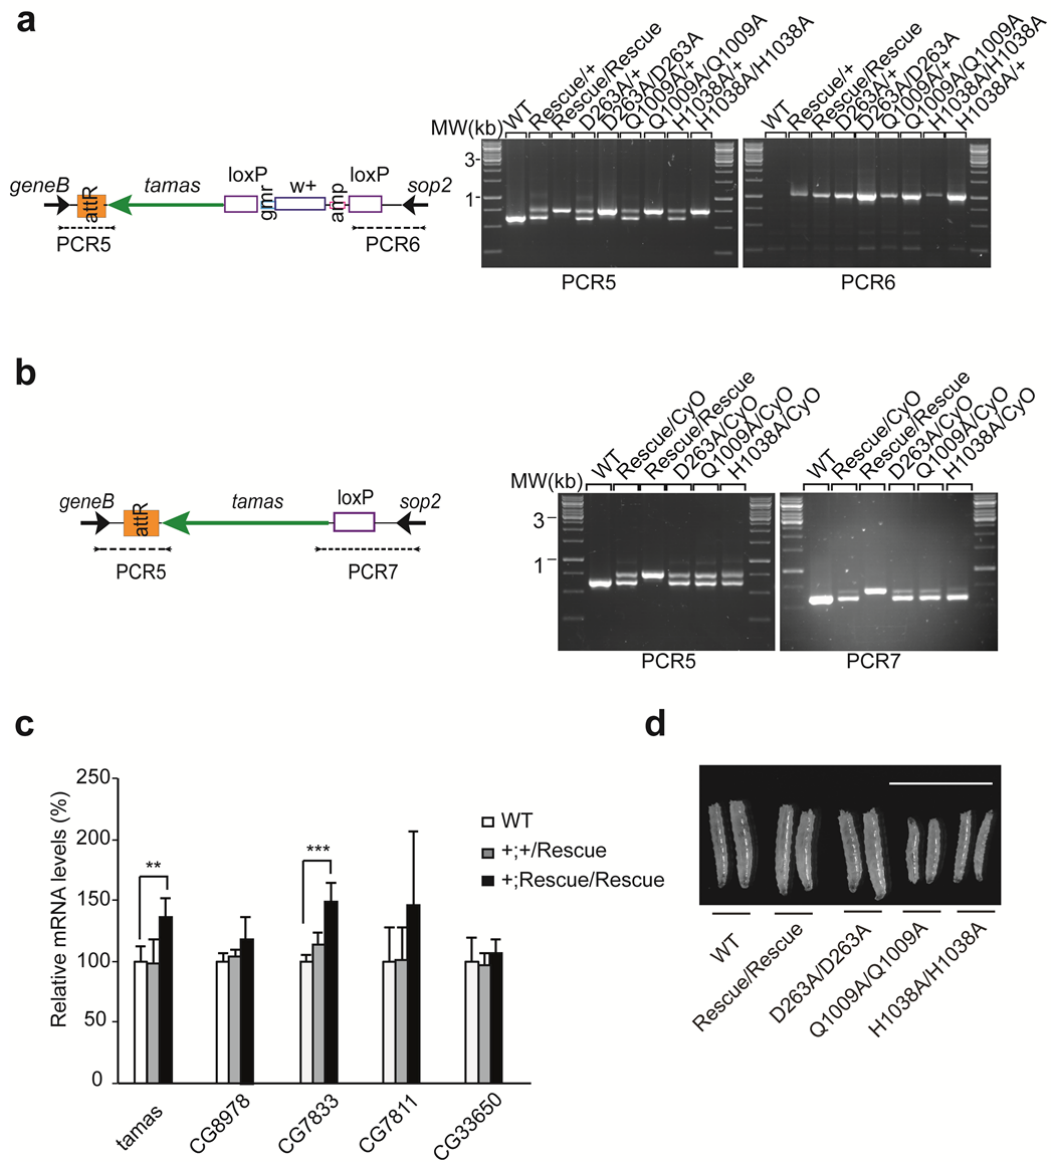 a
WT
Rescue/+
Rescue/Rescue
D263A/+
D263A/D263A
Q1009A/+
Q1009A/Q1009A
H1038A/+
H1038A/H1038A
WT
Rescue/+
Rescue/Rescue
D263A/+
D263A/D263A
Q1009A/+
Q1009A/Q1009A
H1038A/H1038A
H1038A/+
MW(kb)
3
1
geneB
attR
tamas
loxP
gmr
w+
amp
loxP
sop2
PCR5
PCR6
PCR5
PCR6
b
WT
Rescue/CyO
Rescue/Rescue
D263A/CyO
Q1009A/CyO
H1038A/CyO
WT
Rescue/CyO
Rescue/Rescue
D263A/CyO
Q1009A/CyO
H1038A/CyO
MW(kb)
3
1
geneB
attR
tamas
loxP
sop2
PCR5
PCR7
PCR5
PCR7
c
Relative mRNA levels (%)
250
200
150
100
50
0
**
***
WT
+;+/Rescue
+;Rescue/Rescue
tamas
CG8978
CG7833
CG7811
CG33650
d
WT
Rescue/Rescue
D263A/D263A
Q1009A/Q1009A
H1038A/H1038A